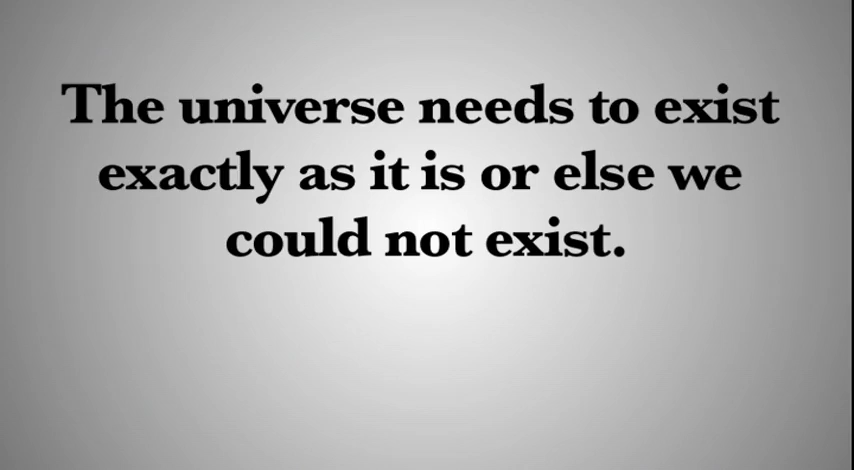 The universe needs to exist
exactly as it is or else we
could not exist.